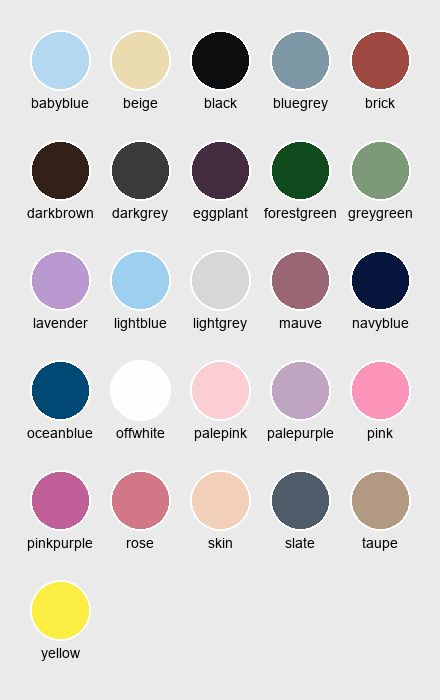 babyblue beige black bluegrey brick
darkbrown darkgrey eggplant forestgreen greygreen
lavender lightblue lightgrey mauve navyblue
oceanblue offwhite palepink palepurple pink
pinkpurple rose skin slate taupe
yellow